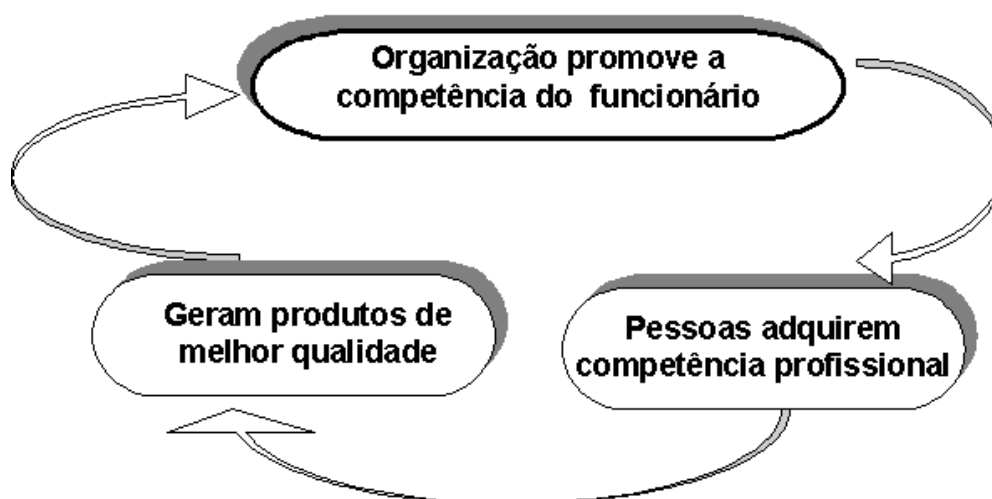 Organização promove a
competência do funcionário
Geram produtos de
melhor qualidade
Pessoas adquirem
competência profissional